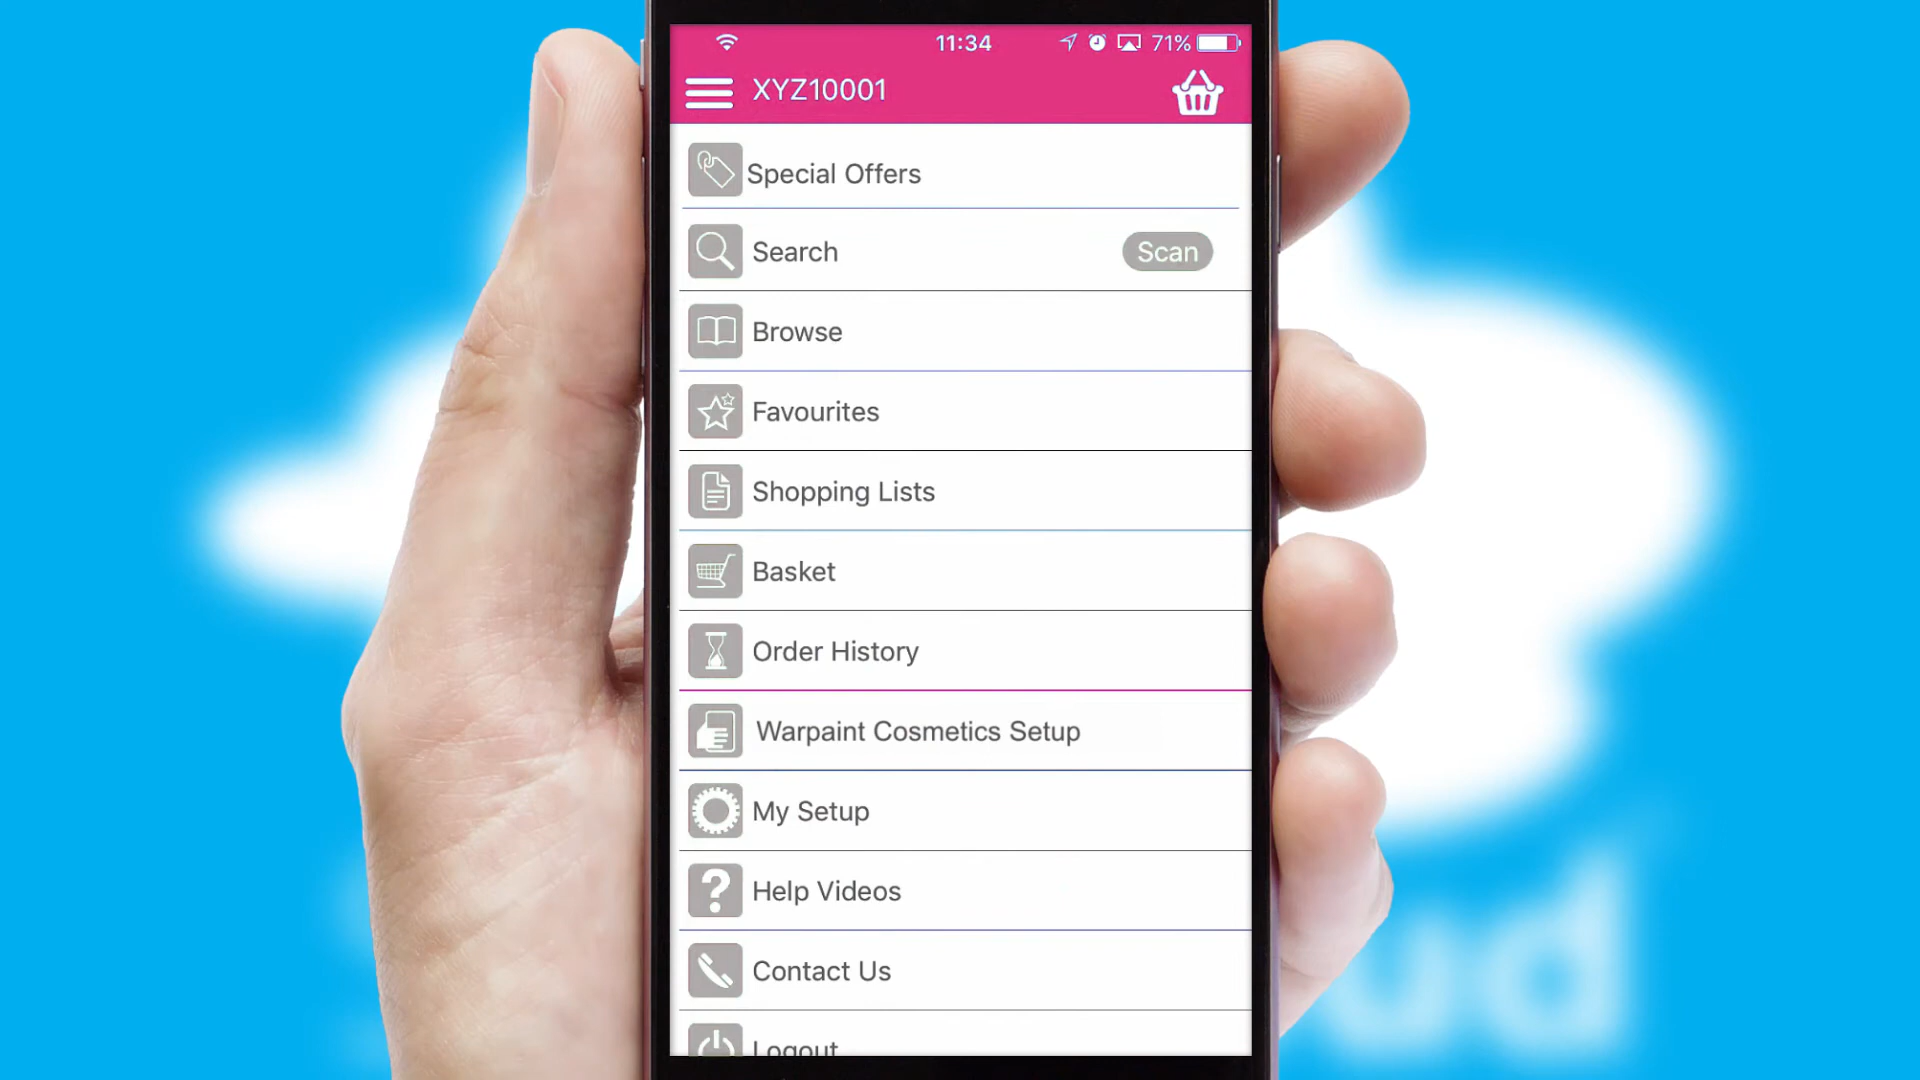 11:34
71%
XYZ10001
Special Offers
Search
Scan
Browse
Favourites
Shopping Lists
Basket
Order History
Warpaint Cosmetics Setup
My Setup
Help Videos
Contact Us
Logout
ud